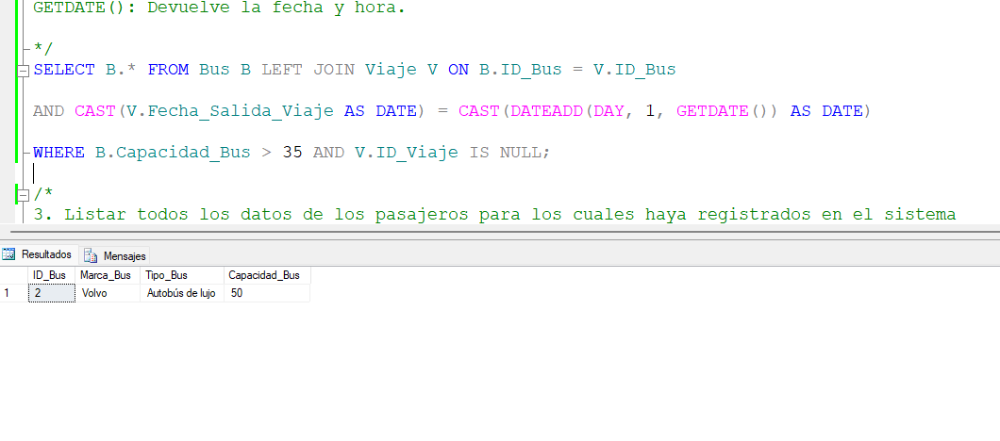 GETDATE(): Devuelve la fecha y hora.
*/
SELECT B.* FROM Bus B LEFT JOIN Viaje V ON B.ID_Bus = V.ID_Bus
AND CAST(V.Fecha_Salida_Viaje AS DATE) = CAST(DATEADD(DAY, 1, GETDATE()) AS DATE)
WHERE B.Capacidad_Bus > 35 AND V.ID_Viaje IS NULL;
/*
3. Listar todos los datos de los pasajeros para los cuales haya registrados en el sistema
Resultados Mensajes
ID_Bus Marca_Bus Tipo_Bus Capacidad_Bus
1 2 Volvo Autobús de lujo 50